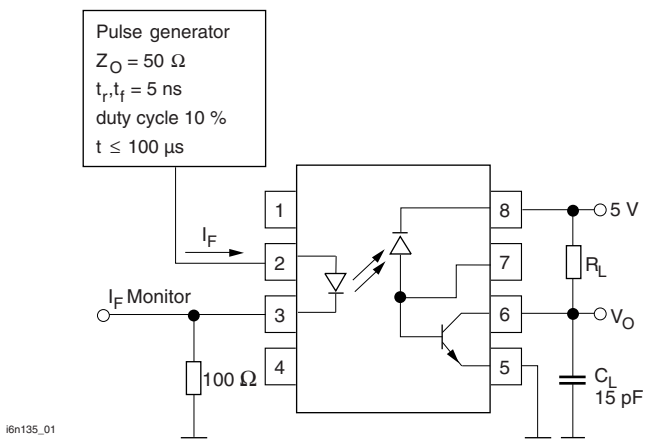 Pulse generator
Z_O = 50 Ω
t_r,t_f = 5 ns
duty cycle 10 %
t ≤ 100 µs
1
8
5 V
I_F
2
7
R_L
I_F Monitor
3
6
V_O
4
5
100 Ω
C_L
15 pF
i6n135_01